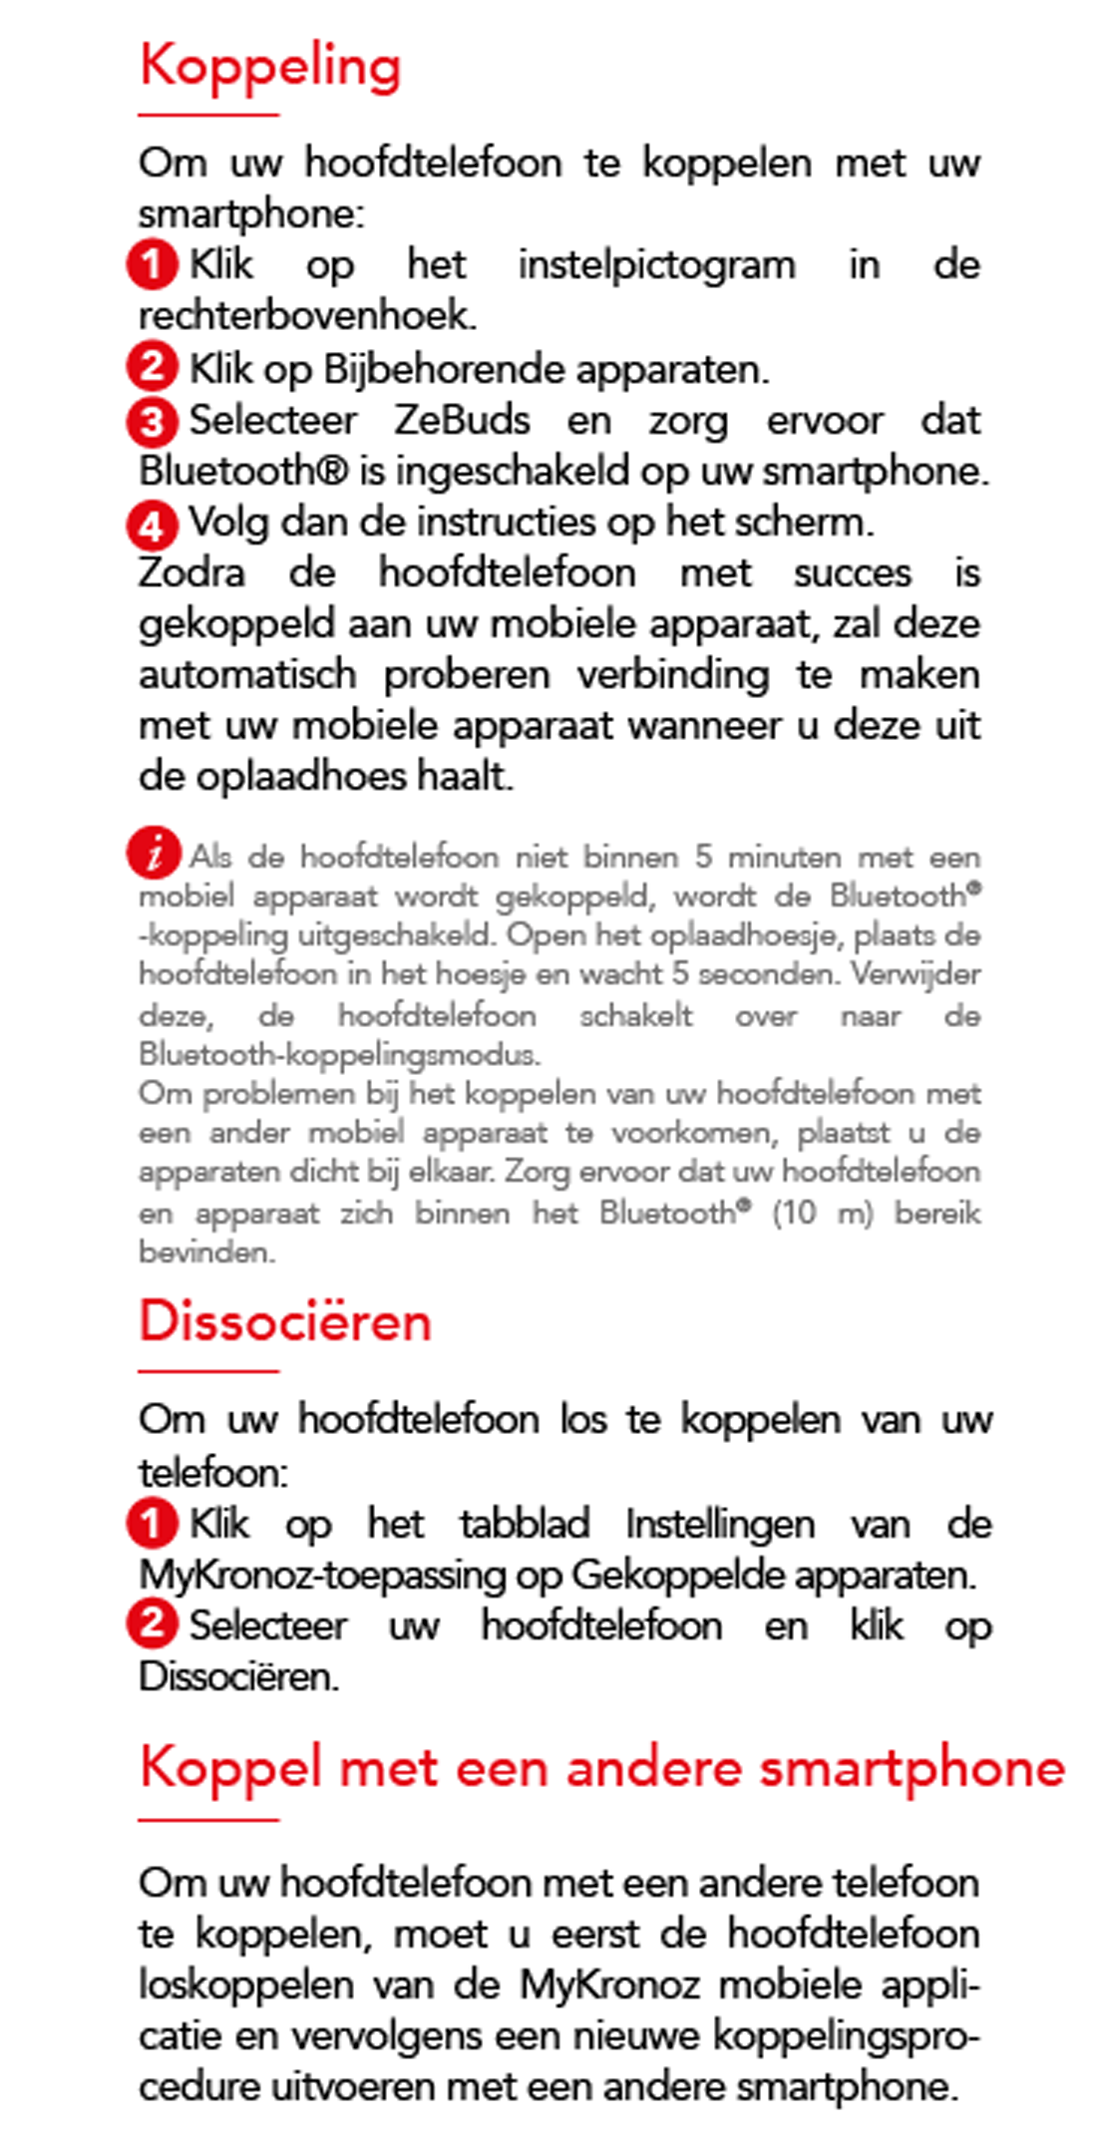 Koppeling
Om uw hoofdtelefoon te koppelen met uw
smartphone:
1 Klik op het instelpictogram in de
rechterbovenhoek.
2 Klik op Bijbehorende apparaten.
3 Selecteer ZeBuds en zorg ervoor dat
Bluetooth® is ingeschakeld op uw smartphone.
4 Volg dan de instructies op het scherm.
Zodra de hoofdtelefoon met succes is
gekoppeld aan uw mobiele apparaat, zal deze
automatisch proberen verbinding te maken
met uw mobiele apparaat wanneer u deze uit
de oplaadhoes haalt.
i Als de hoofdtelefoon niet binnen 5 minuten met een
mobiel apparaat wordt gekoppeld, wordt de Bluetooth®
-koppeling uitgeschakeld. Open het oplaadhoesje, plaats de
hoofdtelefoon in het hoesje en wacht 5 seconden. Verwijder
deze, de hoofdtelefoon schakelt over naar de
Bluetooth-koppelingsmodus.
Om problemen bij het koppelen van uw hoofdtelefoon met
een ander mobiel apparaat te voorkomen, plaatst u de
apparaten dicht bij elkaar. Zorg ervoor dat uw hoofdtelefoon
en apparaat zich binnen het Bluetooth® (10 m) bereik
bevinden.
Dissociëren
Om uw hoofdtelefoon los te koppelen van uw
telefoon:
1 Klik op het tabblad Instellingen van de
MyKronoz-toepassing op Gekoppelde apparaten.
2 Selecteer uw hoofdtelefoon en klik op
Dissociëren.
Koppel met een andere smartphone
Om uw hoofdtelefoon met een andere telefoon
te koppelen, moet u eerst de hoofdtelefoon
loskoppelen van de MyKronoz mobiele appli-
catie en vervolgens een nieuwe koppelingspro-
cedure uitvoeren met een andere smartphone.